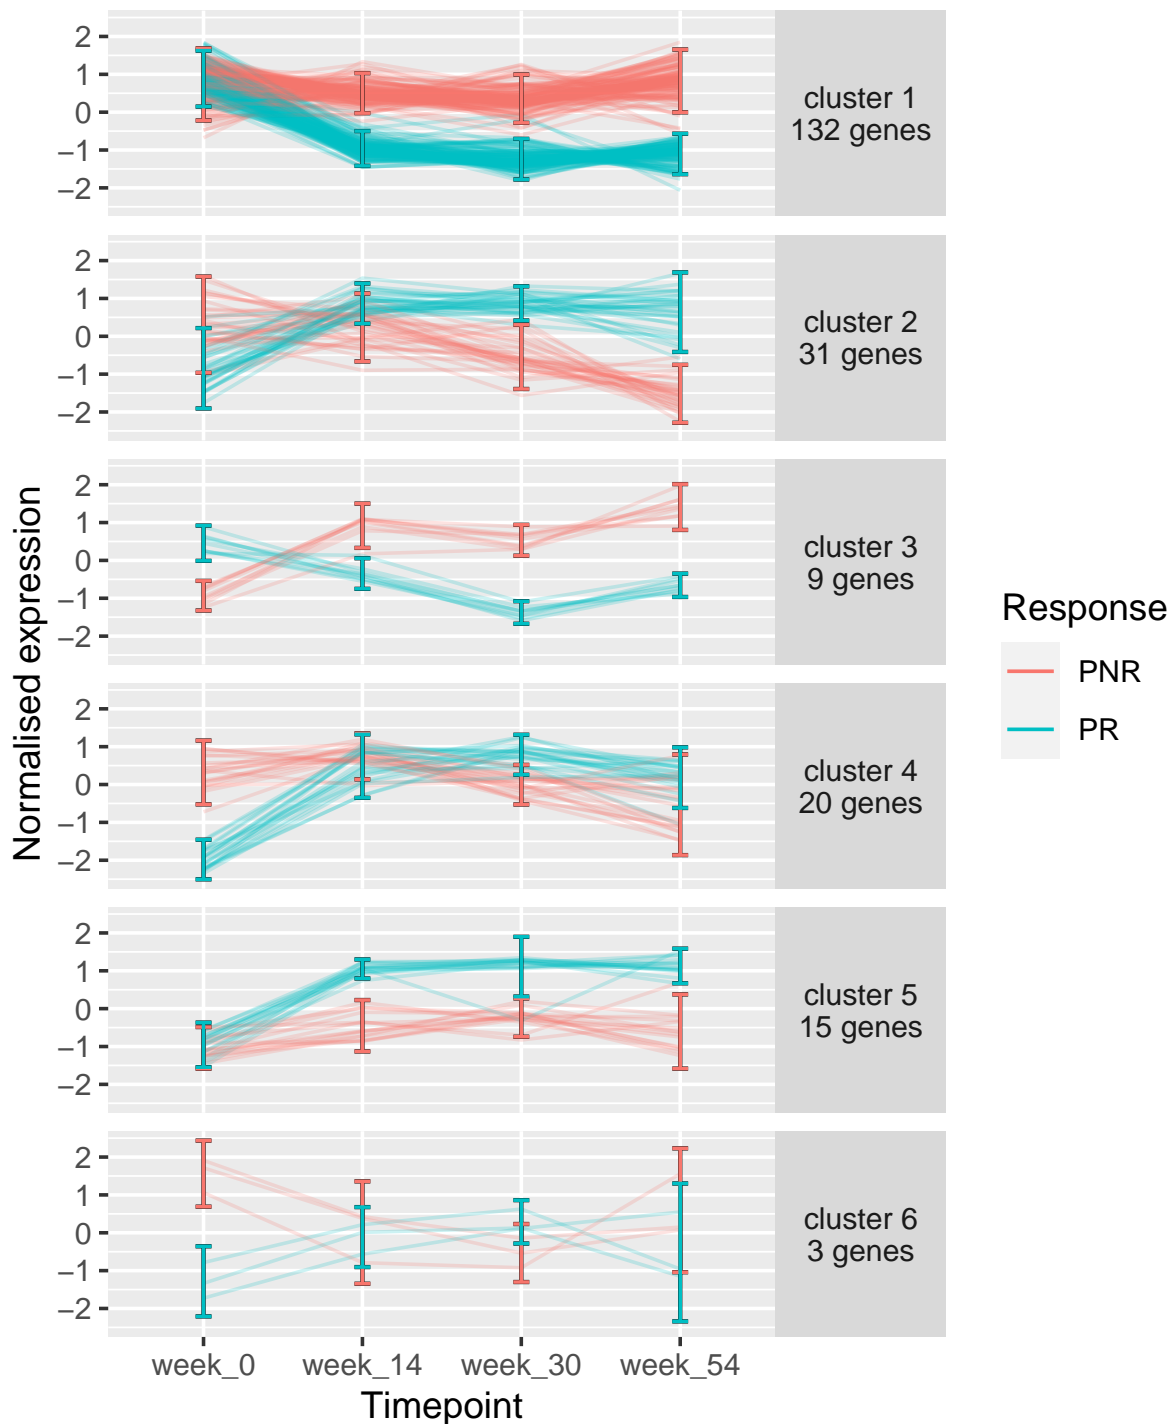 2
1
0
−1
−2
cluster 1
132 genes
2
1
0
−1
−2
cluster 2
31 genes
2
1
0
−1
−2
cluster 3
9 genes
2
1
0
−1
−2
cluster 4
20 genes
2
1
0
−1
−2
cluster 5
15 genes
2
1
0
−1
−2
cluster 6
3 genes
Normalised expression
week_0 week_14 week_30 week_54
Timepoint
Response
PNR
PR